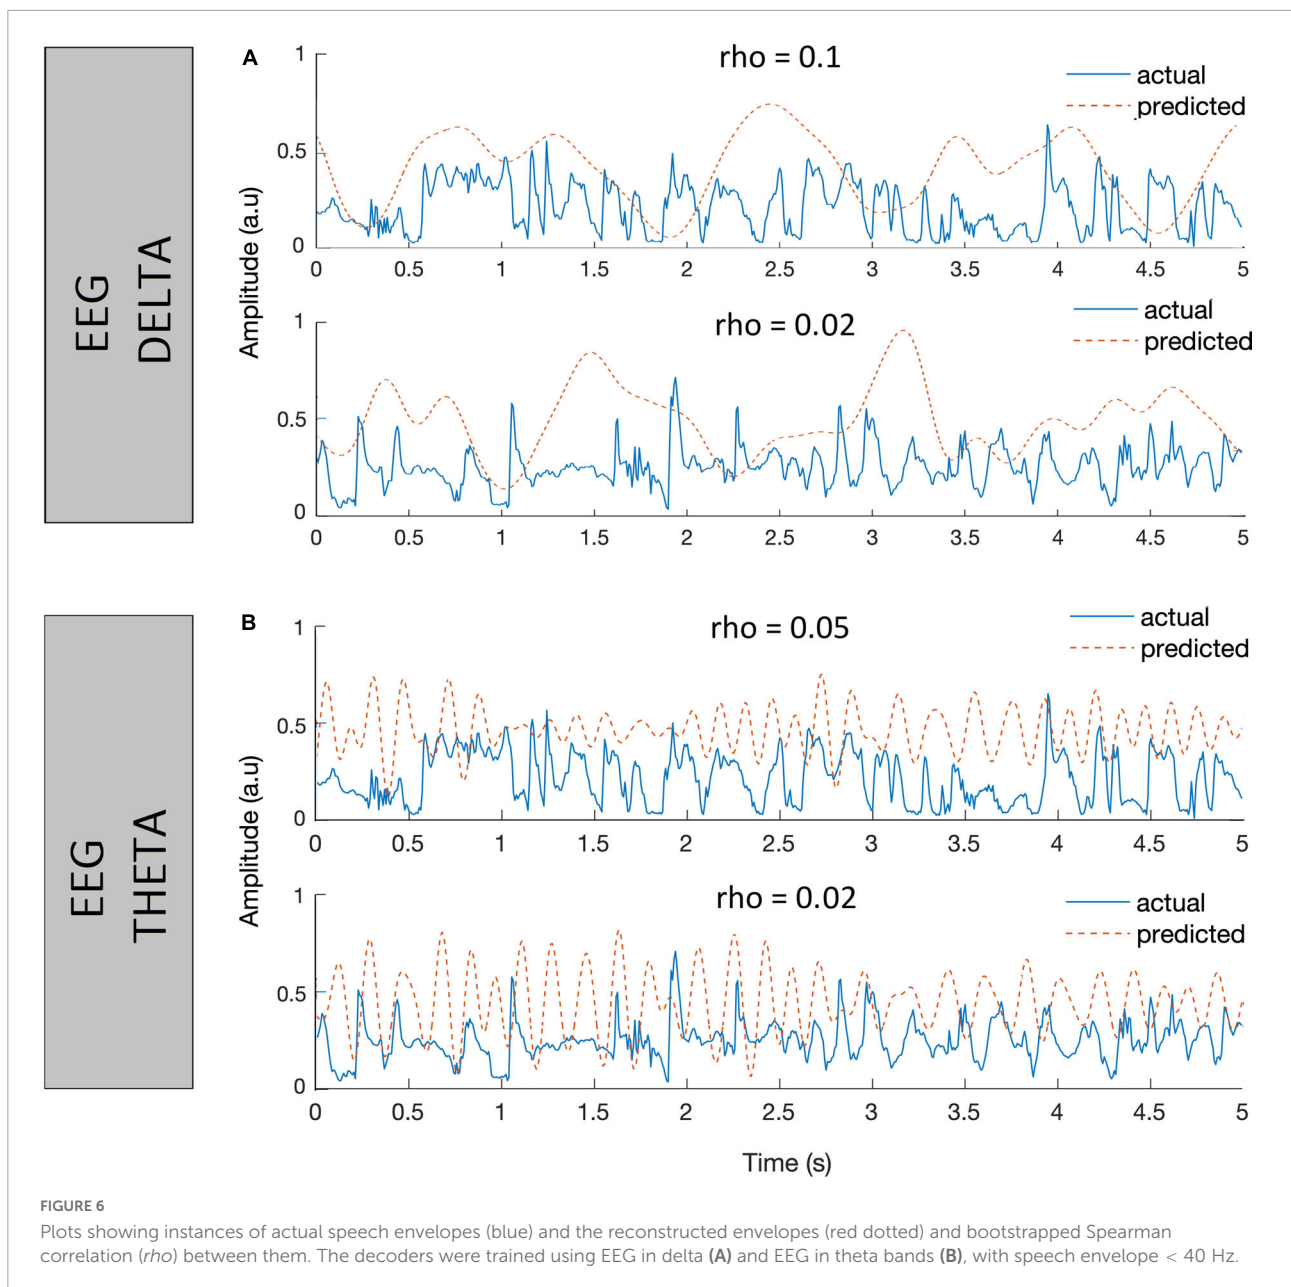 EEG
DELTA
A
rho = 0.1
actual
predicted
1
0.5
0
0 0.5 1 1.5 2 2.5 3 3.5 4 4.5 5
Amplitude (a.u)
rho = 0.02
actual
predicted
1
0.5
0
0 0.5 1 1.5 2 2.5 3 3.5 4 4.5 5
EEG
THETA
B
rho = 0.05
actual
predicted
1
0.5
0
0 0.5 1 1.5 2 2.5 3 3.5 4 4.5 5
Amplitude (a.u)
rho = 0.02
actual
predicted
1
0.5
0
0 0.5 1 1.5 2 2.5 3 3.5 4 4.5 5
Time (s)
FIGURE 6
Plots showing instances of actual speech envelopes (blue) and the reconstructed envelopes (red dotted) and bootstrapped Spearman
correlation (rho) between them. The decoders were trained using EEG in delta (A) and EEG in theta bands (B), with speech envelope < 40 Hz.